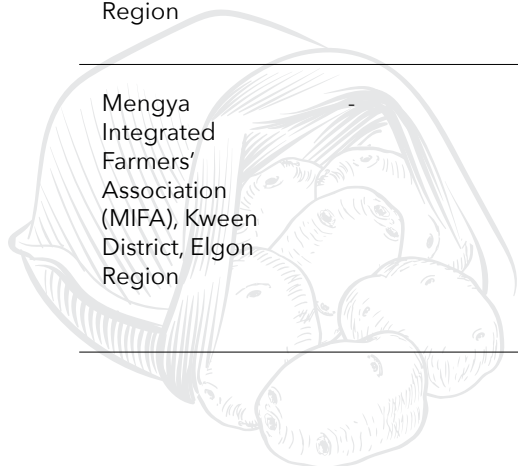 Region
Mengya -
Integrated
Farmers’
Association
(MIFA), Kween
District, Elgon
Region